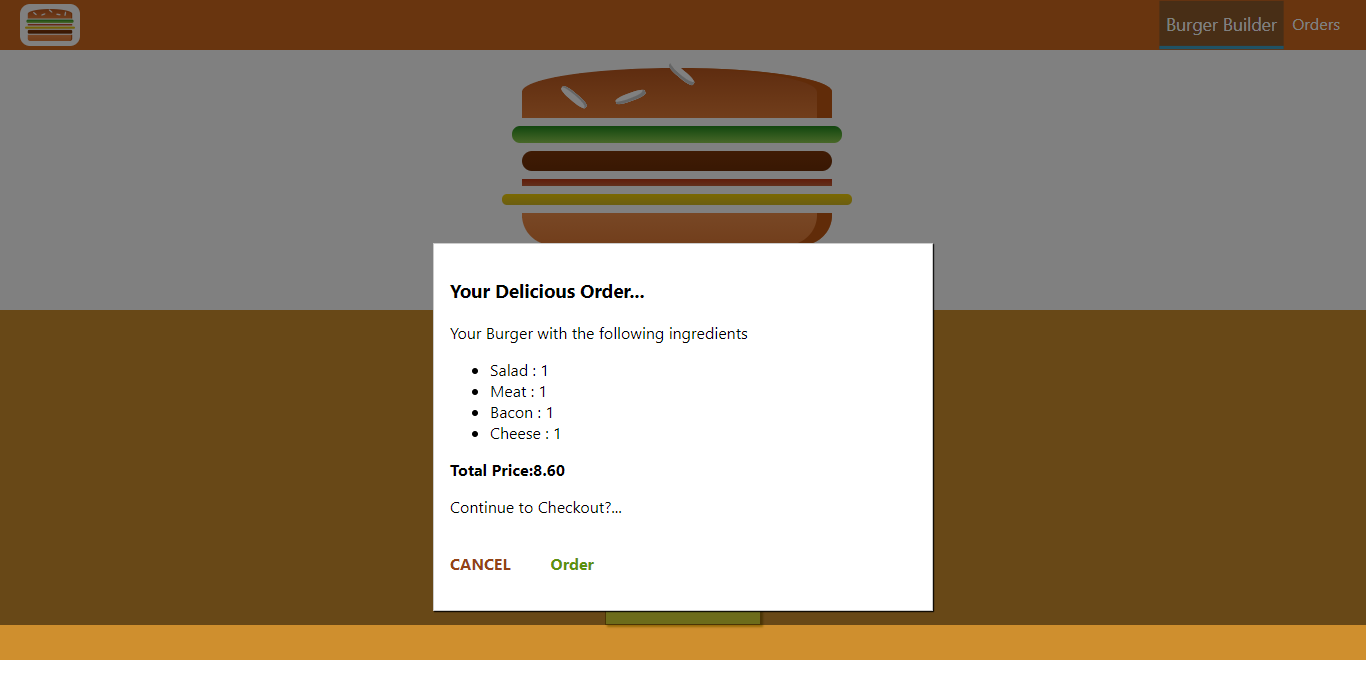 Burger Builder
Orders
Your Delicious Order...
Your Burger with the following ingredients
Salad : 1
Meat : 1
Bacon : 1
Cheese : 1
Total Price:8.60
Continue to Checkout?...
CANCEL
Order